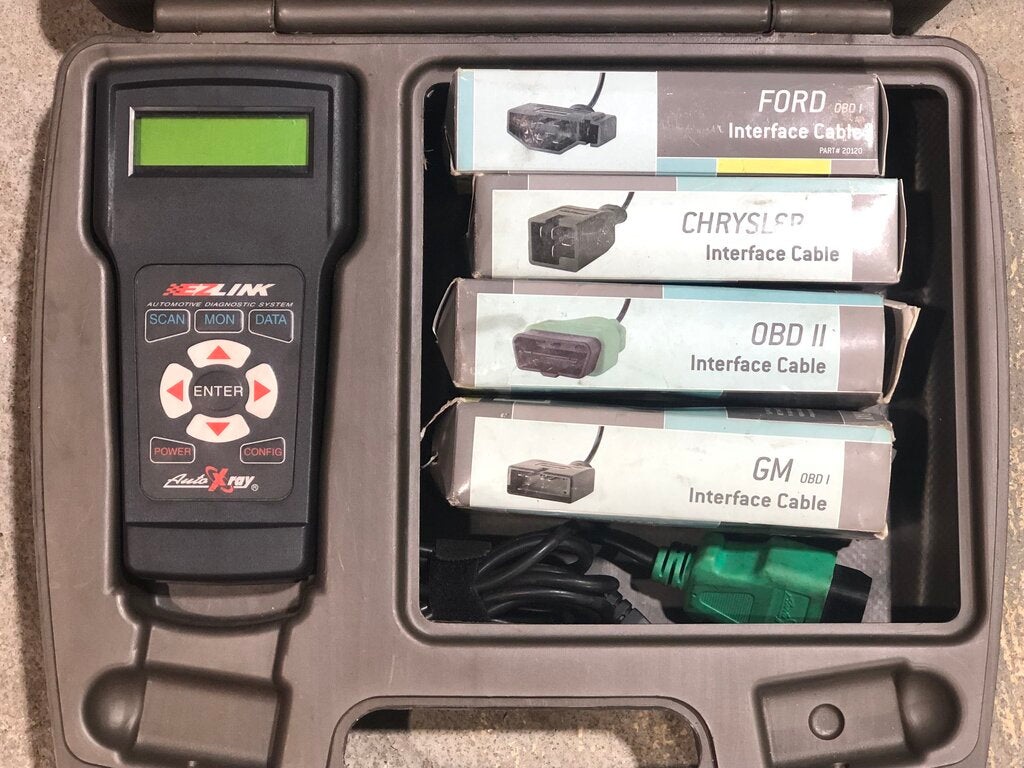 EZLINK
AUTOMOTIVE DIAGNOSTIC SYSTEM
SCAN MON DATA
ENTER
POWER CONFIG
AutoXray®
FORD OBD I
Interface Cable
PART# 20120
CHRYSLER
Interface Cable
OBD II
Interface Cable
GM OBD I
Interface Cable